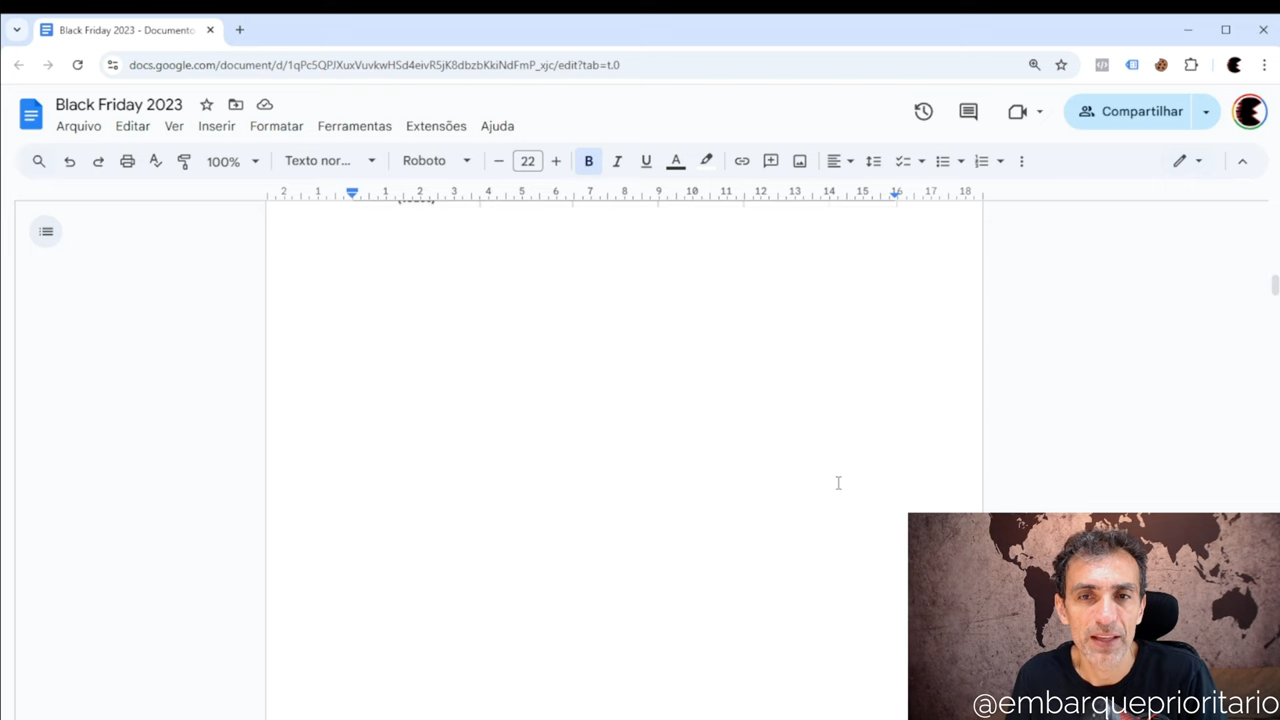 Black Friday 2023 - Documento
docs.google.com/document/d/1qPc5QPJXuxVuvkwHSd4eivR5jK8dbzbKkiNdFmP_xjc/edit?tab=t.0
Black Friday 2023
Arquivo Editar Ver Inserir Formatar Ferramentas Extensões Ajuda
Compartilhar
100% Texto nor... Roboto 22 B I U A
2 1 1 2 3 4 5 6 7 8 9 10 11 12 13 14 15 16 17 18
@embarqueprioritario